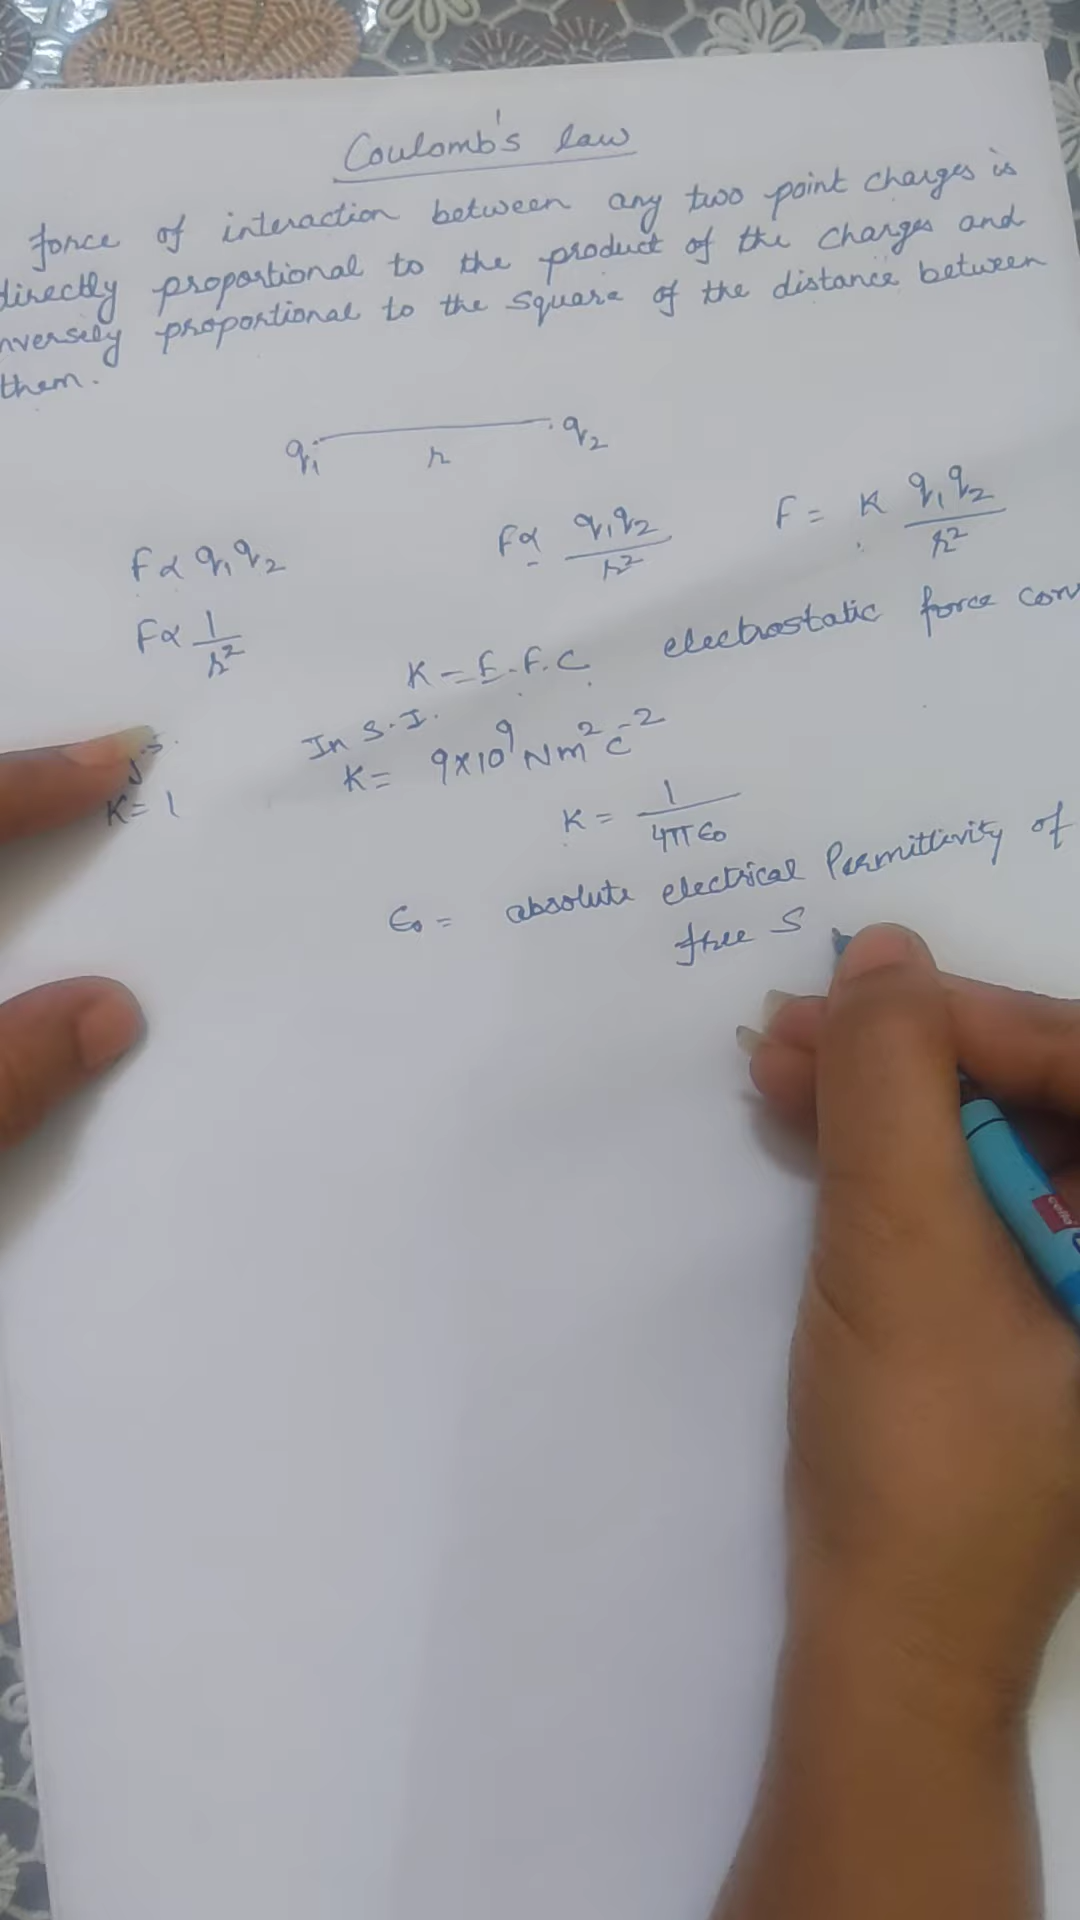 Coulomb's law
force of interaction between any two point charges is
directly proportional to the product of the charges and
nversely proportional to the square of the distance between
them.
q₁ r q₂
F∝ q₁q₂
F∝ 1/r²
F∝ q₁q₂/r²
F = K q₁q₂/r²
K = E.F.C. electrostatic force con
In S.I.
K = 9×10⁹ Nm²C⁻²
K = 1
K = 1/4πϵ₀
ϵ₀ = absolute electrical Permittivity of
free S
cello